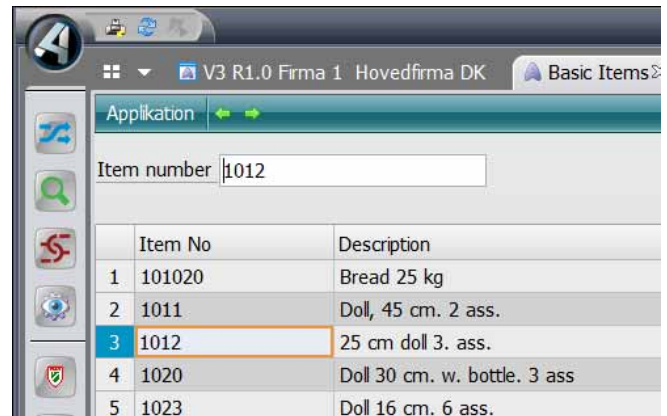 V3 R1.0 Firma 1 Hovedfirma DK Basic Items
Applikation
Item number 1012
Item No Description
1 101020 Bread 25 kg
2 1011 Doll, 45 cm. 2 ass.
3 1012 25 cm doll 3. ass.
4 1020 Doll 30 cm. w. bottle. 3 ass
5 1023 Doll 16 cm. 6 ass.